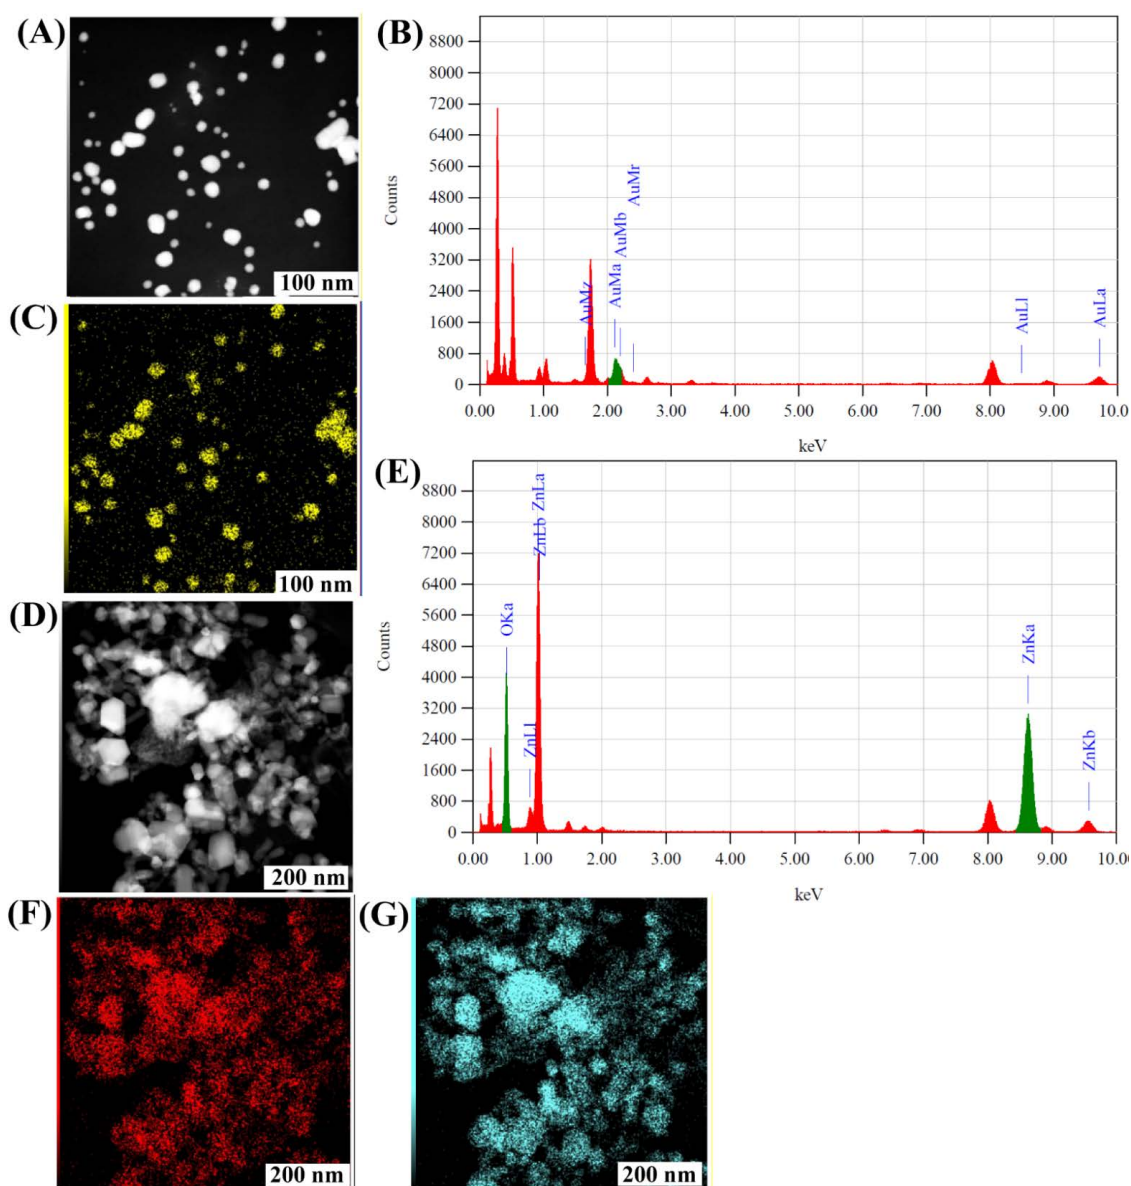 (A)
100 nm
(B)
8800
8000
7200
6400
5600
4800
4000
3200
2400
1600
800
0
Counts
AuMz
AuMa
AuMb
AuMr
AuLl
AuLa
0.00 1.00 2.00 3.00 4.00 5.00 6.00 7.00 8.00 9.00 10.0
keV
(C)
100 nm
(D)
200 nm
(E)
8800
8000
7200
6400
5600
4800
4000
3200
2400
1600
800
0
Counts
OKa
ZnLl
ZnLb ZnLa
ZnKa
ZnKb
0.00 1.00 2.00 3.00 4.00 5.00 6.00 7.00 8.00 9.00 10.00
keV
(F)
200 nm
(G)
200 nm